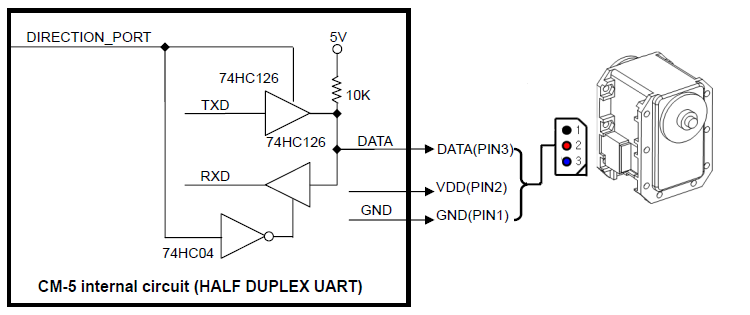 DIRECTION_PORT
5V
74HC126
10K
TXD
74HC126
DATA
DATA(PIN3)
1
2
3
RXD
VDD(PIN2)
GND
GND(PIN1)
74HC04
CM-5 internal circuit (HALF DUPLEX UART)